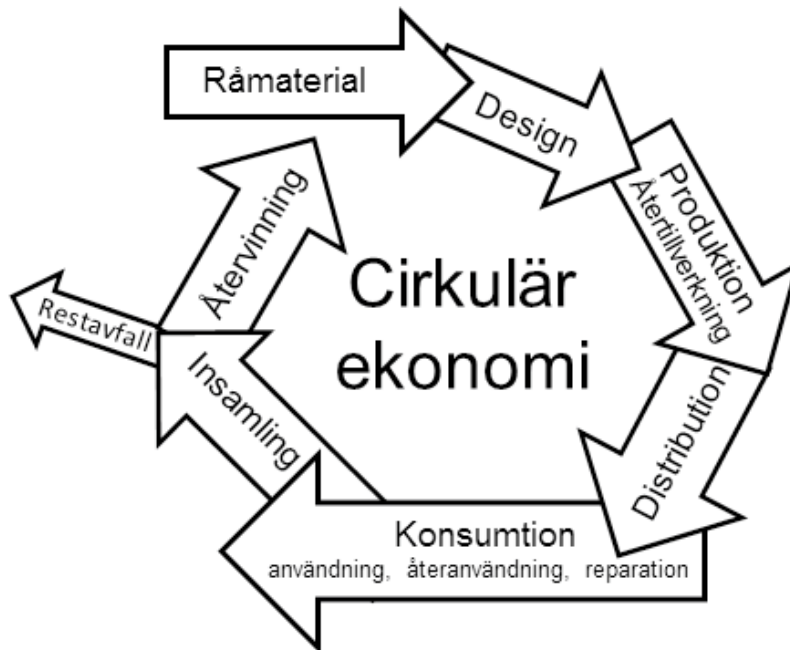 Råmaterial
Design
Produktion
Återtillverkning
Distribution
Konsumtion
användning, återanvändning, reparation
Insamling
Restavfall
Återvinning
Cirkulär
ekonomi